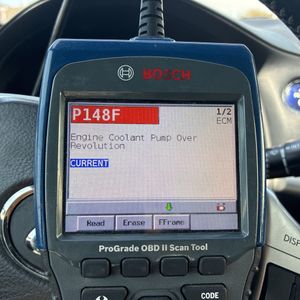 BOSCH
P148F
1/2
ECM
Engine Coolant Pump Over
Revolution
CURRENT
Read
Erase
FFrame
ProGrade OBD II Scan Tool
CODE
DISP